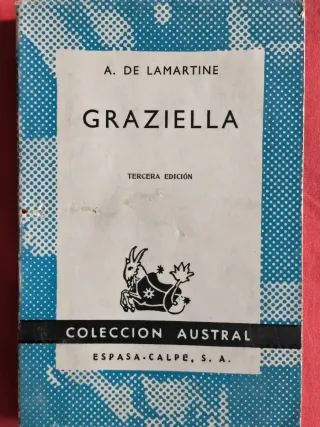 A. DE LAMARTINE
GRAZIELLA
TERCERA EDICIÓN
COLECCION AUSTRAL
ESPASA-CALPE, S. A.